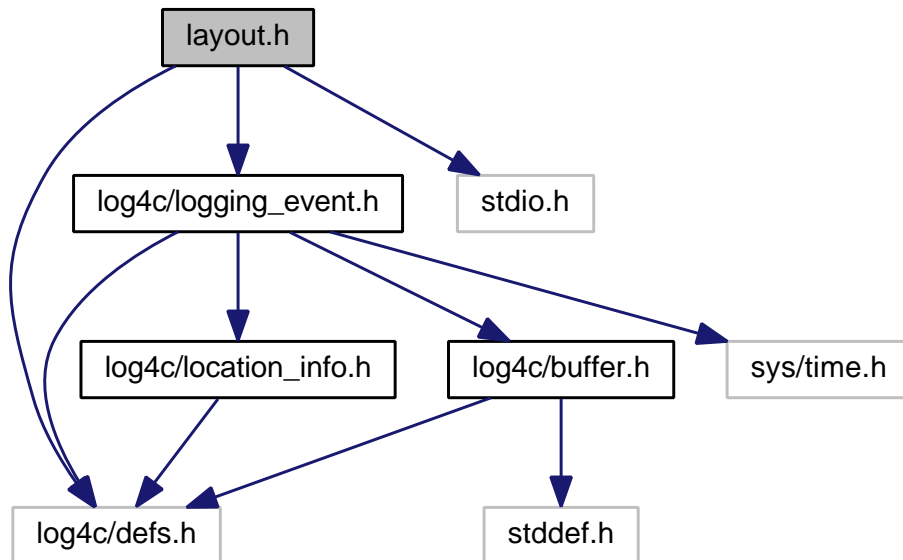 layout.h
log4c/logging_event.h
stdio.h
log4c/location_info.h
log4c/buffer.h
sys/time.h
log4c/defs.h
stddef.h